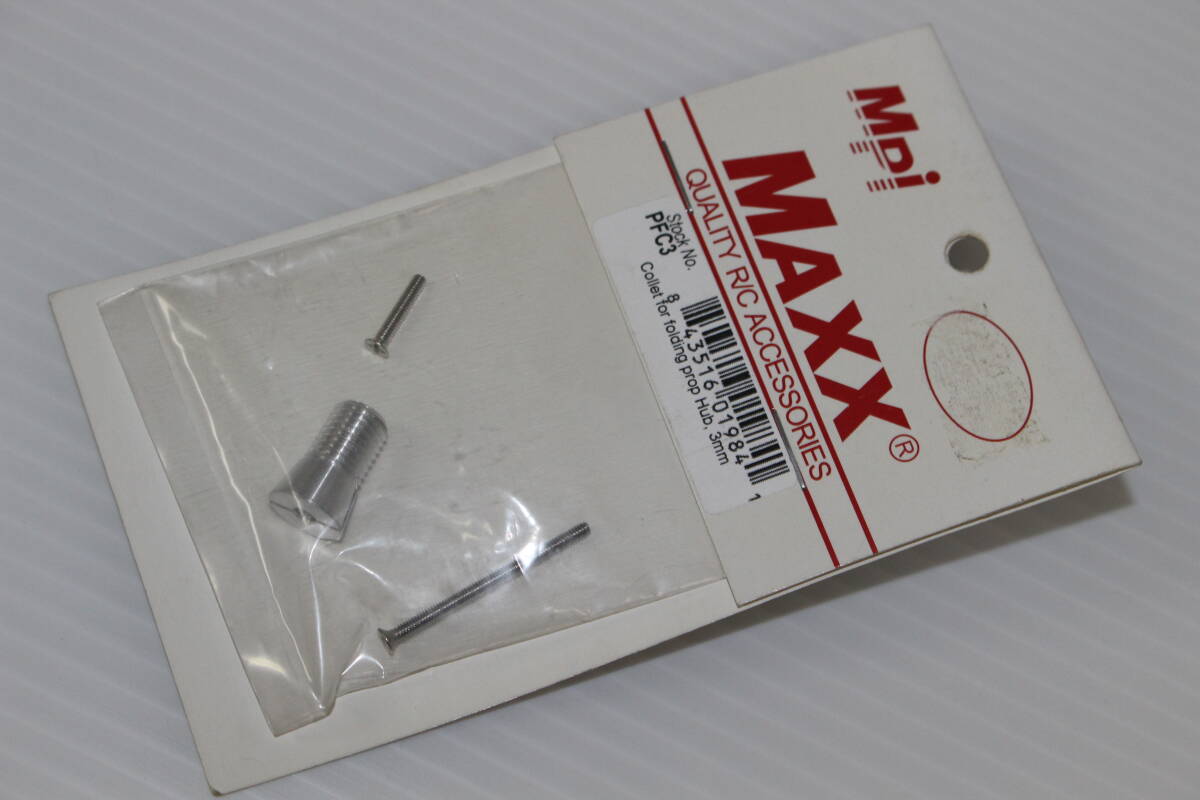 MPi
MAXX®
QUALITY R/C ACCESSORIES
Stock No.
PFC3
8 43516 01984 1
Collet for folding prop Hub, 3mm